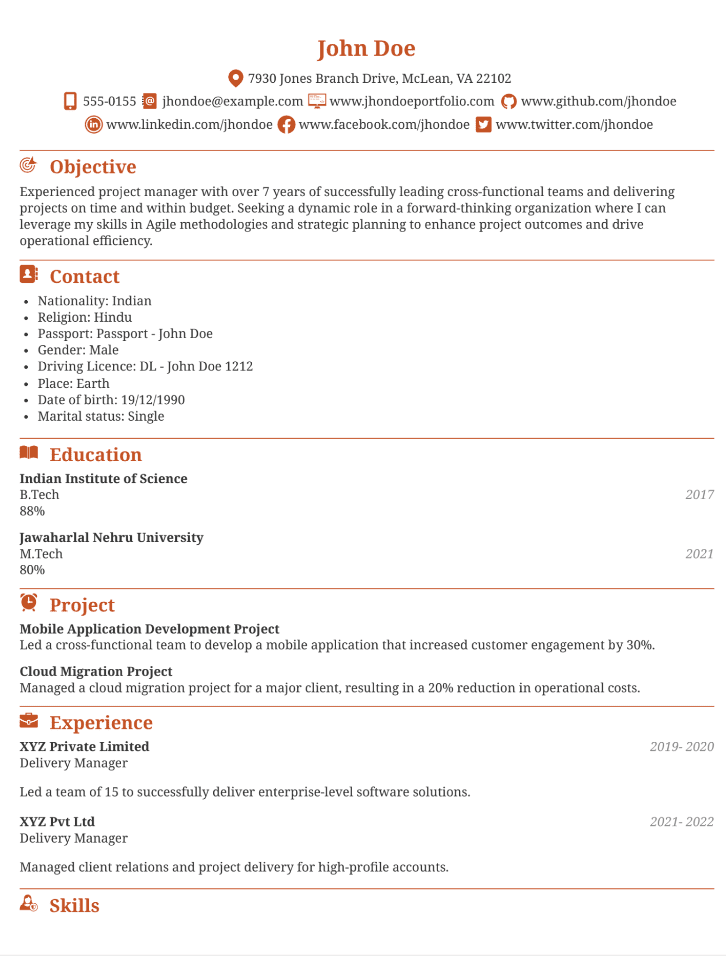 John Doe
7930 Jones Branch Drive, McLean, VA 22102
555-0155 jhondoe@example.com www.jhondoeportfolio.com www.github.com/jhondoe
www.linkedin.com/jhondoe www.facebook.com/jhondoe www.twitter.com/jhondoe
Objective
Experienced project manager with over 7 years of successfully leading cross-functional teams and delivering
projects on time and within budget. Seeking a dynamic role in a forward-thinking organization where I can
leverage my skills in Agile methodologies and strategic planning to enhance project outcomes and drive
operational efficiency.
Contact
• Nationality: Indian
• Religion: Hindu
• Passport: Passport - John Doe
• Gender: Male
• Driving Licence: DL - John Doe 1212
• Place: Earth
• Date of birth: 19/12/1990
• Marital status: Single
Education
Indian Institute of Science
B.Tech 2017
88%
Jawaharlal Nehru University
M.Tech 2021
80%
Project
Mobile Application Development Project
Led a cross-functional team to develop a mobile application that increased customer engagement by 30%.
Cloud Migration Project
Managed a cloud migration project for a major client, resulting in a 20% reduction in operational costs.
Experience
XYZ Private Limited 2019- 2020
Delivery Manager
Led a team of 15 to successfully deliver enterprise-level software solutions.
XYZ Pvt Ltd 2021- 2022
Delivery Manager
Managed client relations and project delivery for high-profile accounts.
Skills